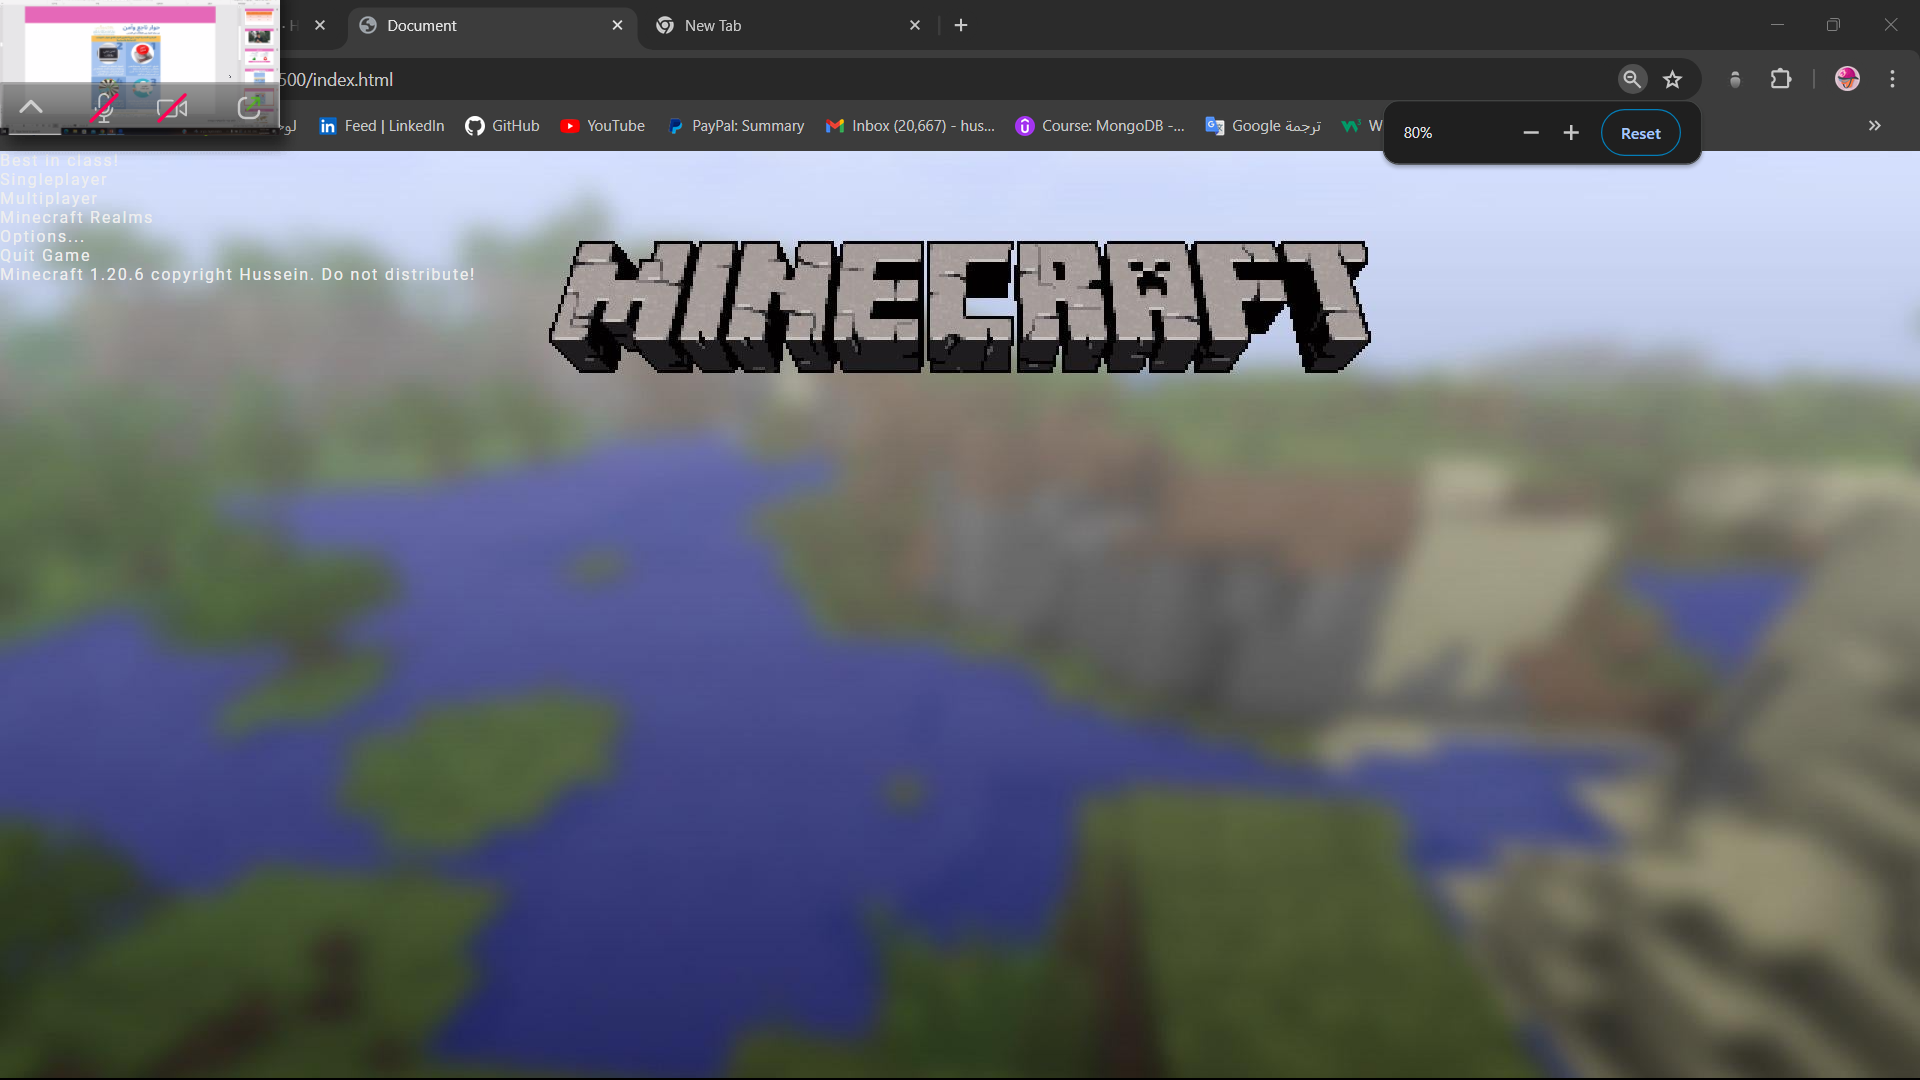 Document
New Tab
500/index.html
Feed | LinkedIn
GitHub
YouTube
PayPal: Summary
Inbox (20,667) - hus...
Course: MongoDB -...
Google ترجمة
W
80%
Reset
Best in class!
Singleplayer
Multiplayer
Minecraft Realms
Options...
Quit Game
Minecraft 1.20.6 copyright Hussein. Do not distribute!
MINECRAFT